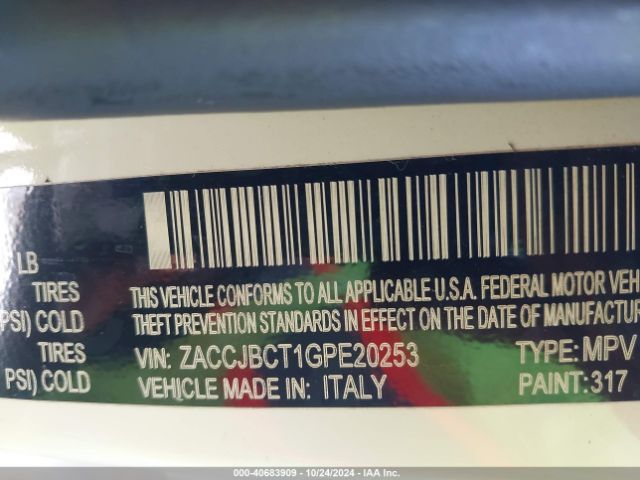 LB
TIRES
PSI) COLD
TIRES
PSI) COLD
THIS VEHICLE CONFORMS TO ALL APPLICABLE U.S.A. FEDERAL MOTOR VEH
THEFT PREVENTION STANDARDS IN EFFECT ON THE DATE OF MANUFACTUR
VIN: ZACCJBCT1GPE20253 TYPE: MPV
VEHICLE MADE IN ITALY PAINT: 317
000-40683909 • 10/24/2024 • IAA Inc.